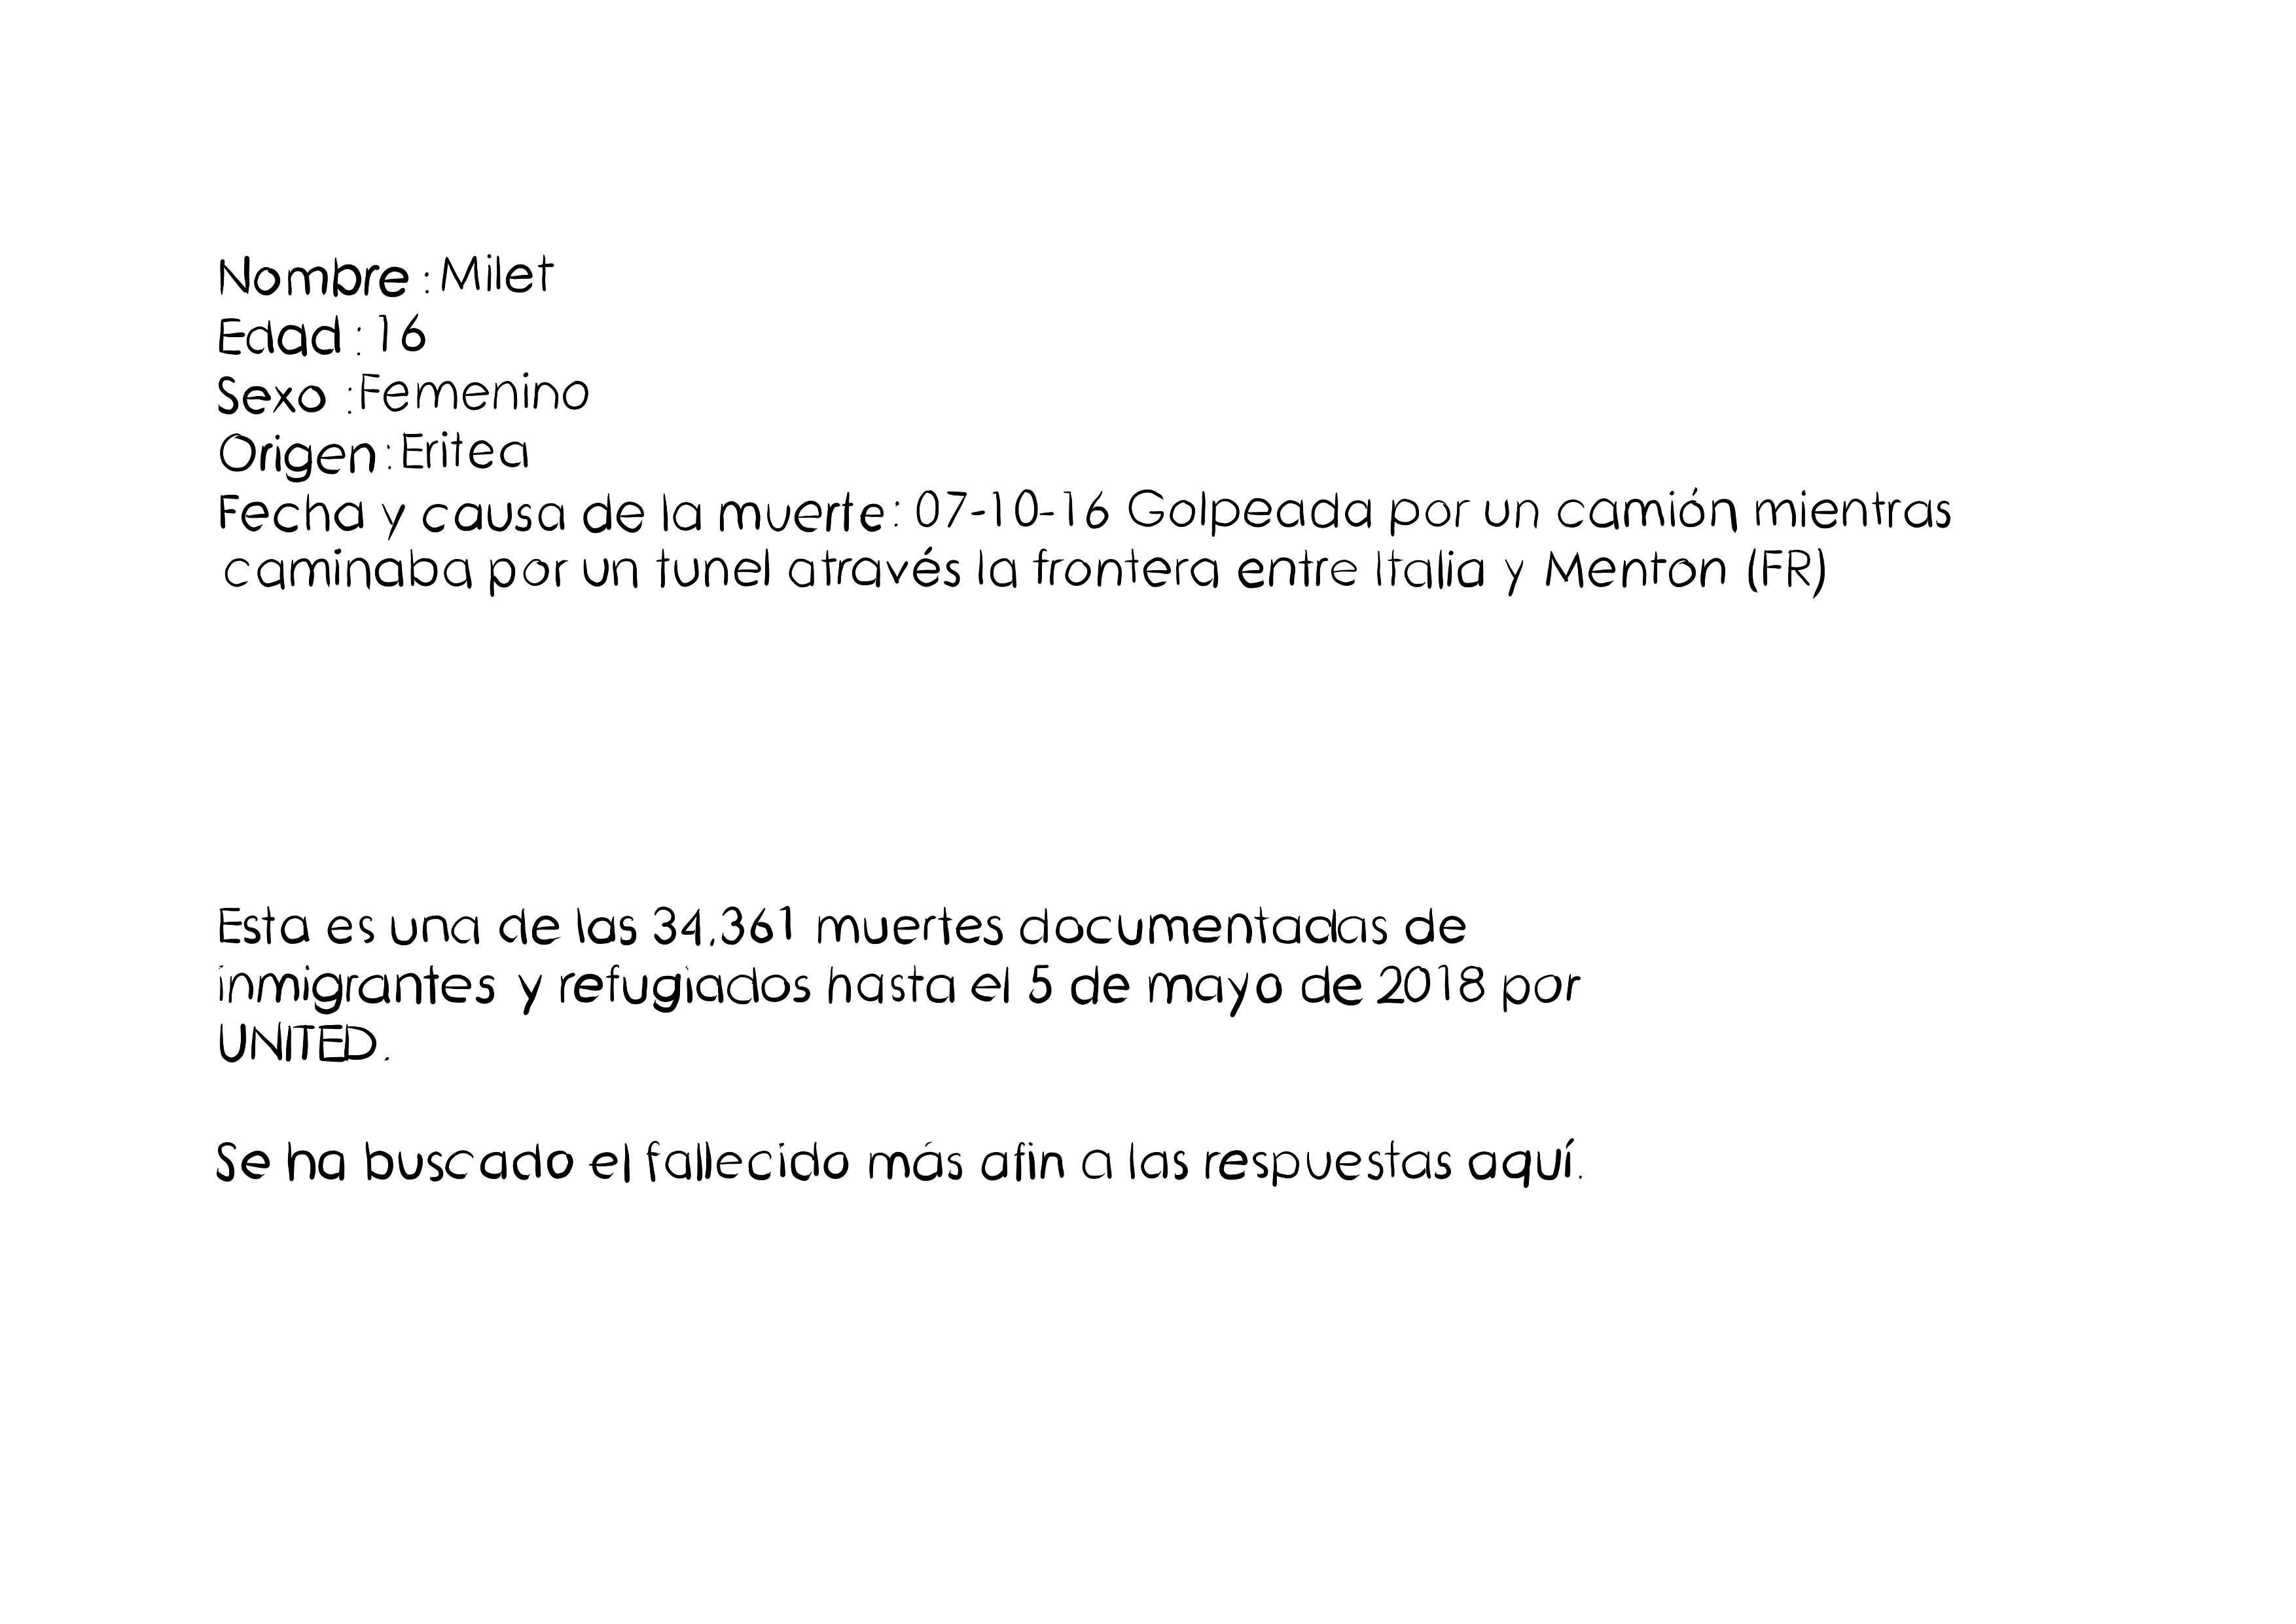 Nombre : Milet
Edad : 16
Sexo : Femenino
Origen : Eritea
Fecha y causa de la muerte : 07-10-16 Golpeada por un camión mientras
caminaba por un tunel através la frontera entre Italia y Menton (FR)
Esta es una de las 34,361 muertes documentadas de
inmigrantes y refugiados hasta el 5 de mayo de 2018 por
UNITED.
Se ha buscado el fallecido más afin a las respuestas aquí.